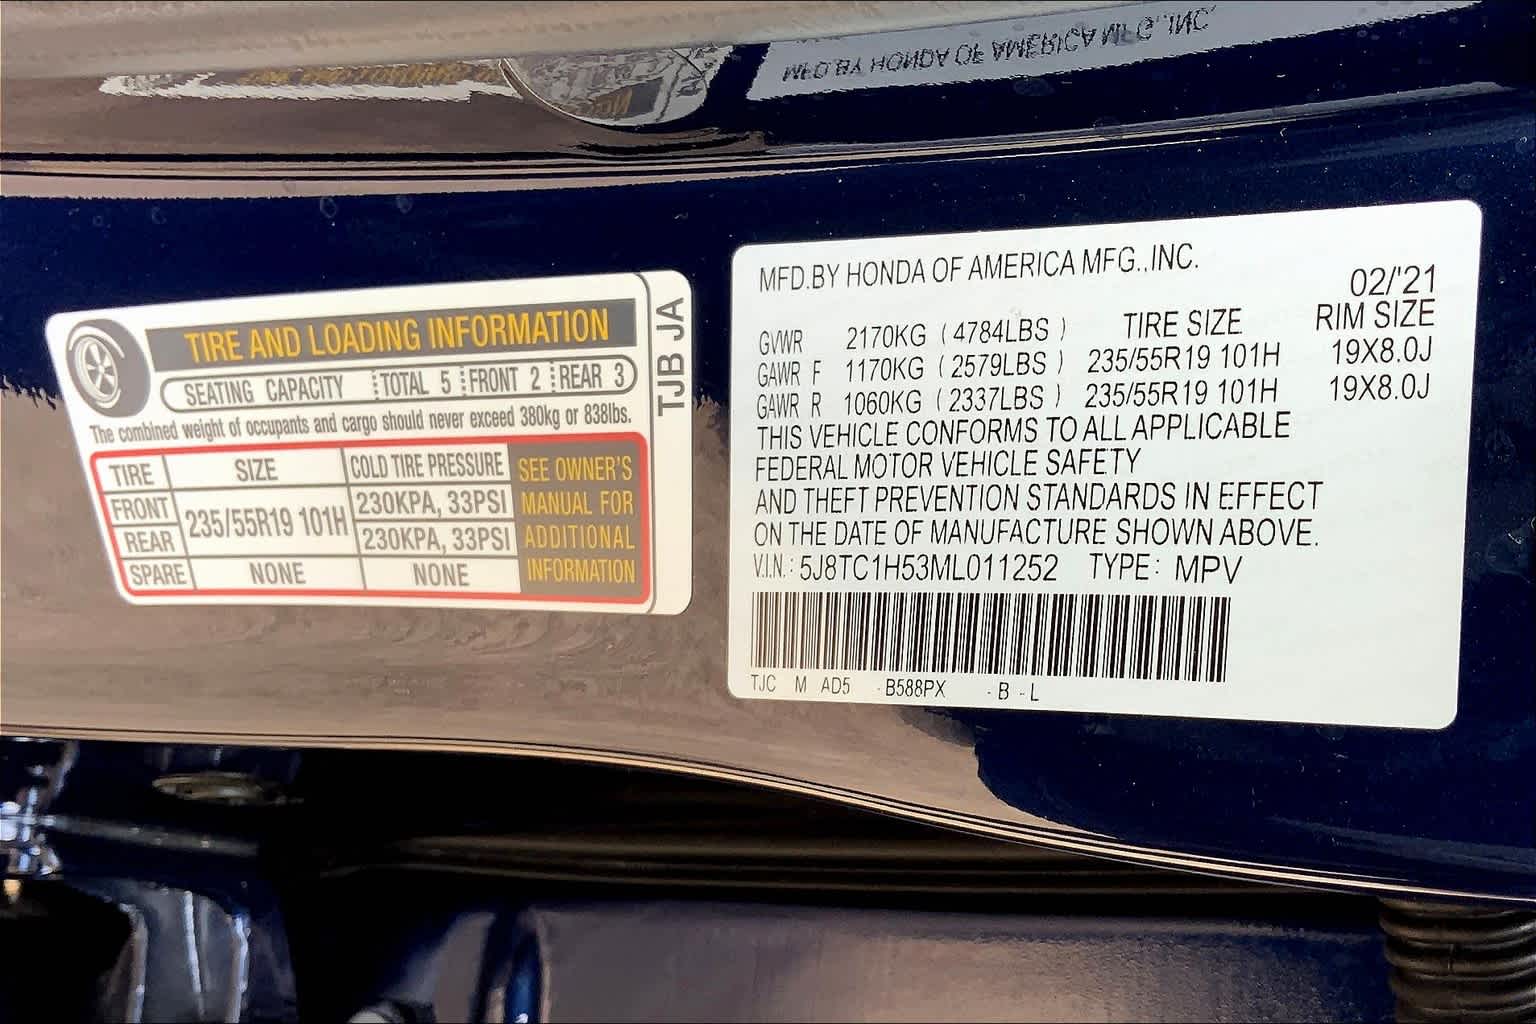 MFD.BY HONDA OF AMERICA MFG.,INC.
TIRE AND LOADING INFORMATION
SEATING CAPACITY TOTAL 5 FRONT 2 REAR 3
The combined weight of occupants and cargo should never exceed 380kg or 838lbs.
TIRE SIZE COLD TIRE PRESSURE
FRONT 235/55R19 101H 230KPA, 33PSI
REAR 230KPA, 33PSI
SPARE NONE NONE
SEE OWNER'S
MANUAL FOR
ADDITIONAL
INFORMATION
TJB JA
MFD.BY HONDA OF AMERICA MFG.,INC.
02/'21
GVWR 2170KG (4784LBS) TIRE SIZE RIM SIZE
GAWR F 1170KG (2579LBS) 235/55R19 101H 19X8.0J
GAWR R 1060KG (2337LBS) 235/55R19 101H 19X8.0J
THIS VEHICLE CONFORMS TO ALL APPLICABLE
FEDERAL MOTOR VEHICLE SAFETY
AND THEFT PREVENTION STANDARDS IN EFFECT
ON THE DATE OF MANUFACTURE SHOWN ABOVE.
V.I.N.: 5J8TC1H53ML011252 TYPE: MPV
TJC M AD5 -B588PX -B-L